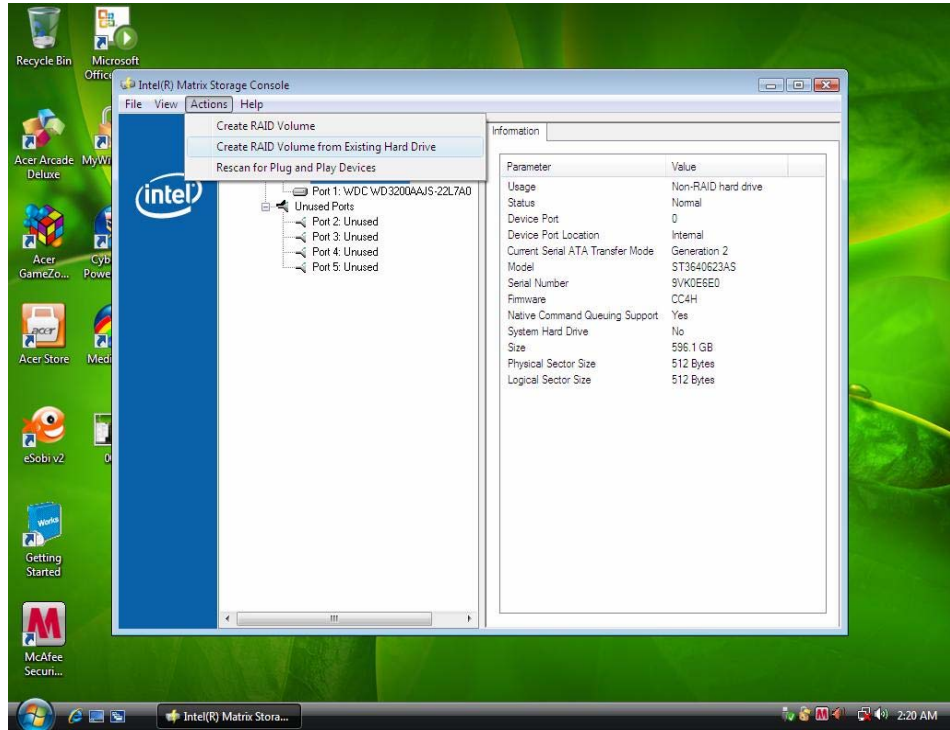 Recycle Bin
Microsoft
Office
Intel(R) Matrix Storage Console
File View Actions Help
Create RAID Volume
Create RAID Volume from Existing Hard Drive
Rescan for Plug and Play Devices
intel
Port 1: WDC WD3200AAJS-22L7A0
Unused Ports
Port 2: Unused
Port 3: Unused
Port 4: Unused
Port 5: Unused
Information
Parameter Value
Usage Non-RAID hard drive
Status Normal
Device Port 0
Device Port Location Internal
Current Serial ATA Transfer Mode Generation 2
Model ST3640623AS
Serial Number 9VK0E6E0
Firmware CC4H
Native Command Queuing Support Yes
System Hard Drive No
Size 596.1 GB
Physical Sector Size 512 Bytes
Logical Sector Size 512 Bytes
Acer Arcade
Deluxe
MyWi
Acer
GameZo...
Cyb
Powe
acer
Acer Store
Medi
eSobi v2
Works
Getting
Started
McAfee
Securi...
Intel(R) Matrix Stora...
2:20 AM